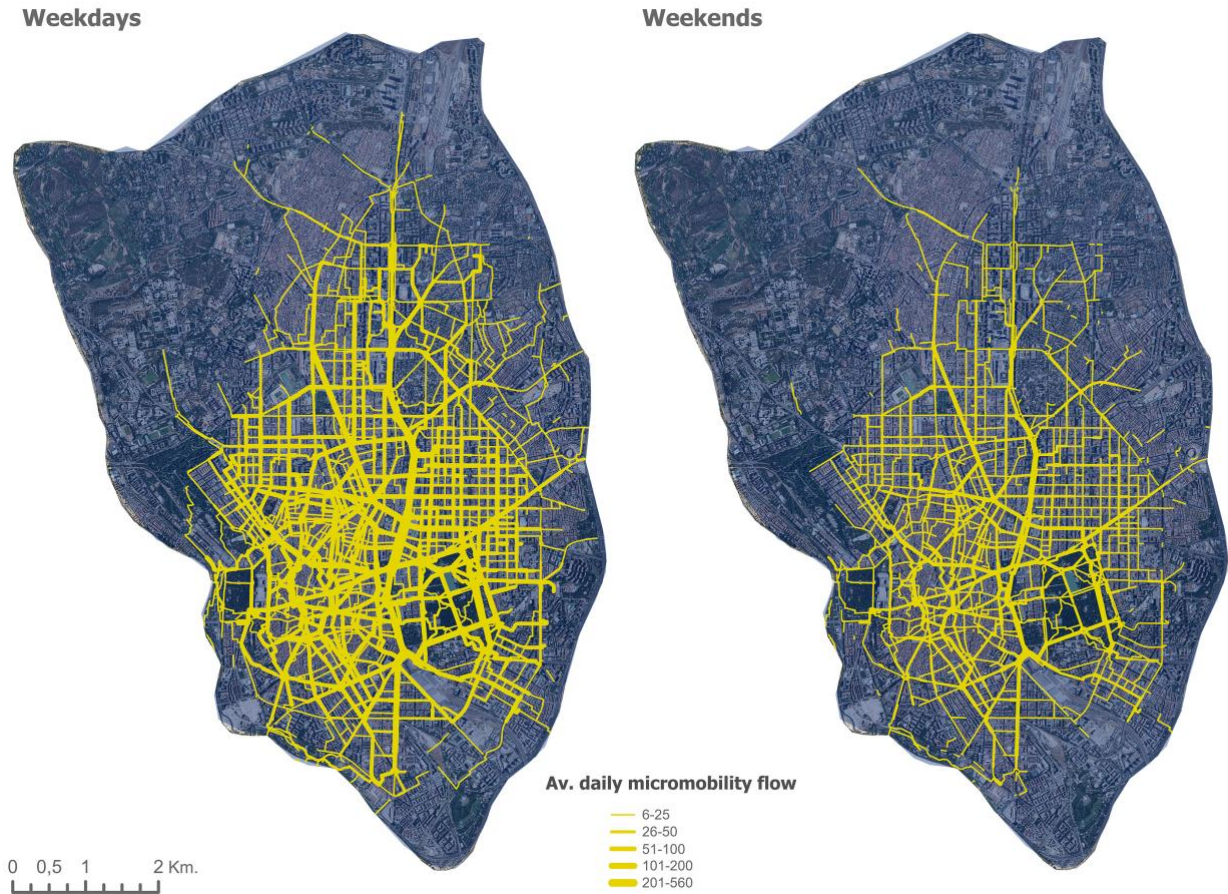 Weekdays
Weekends
Av. daily micromobility flow
6-25
26-50
51-100
101-200
201-560
0 0,5 1 2 Km.